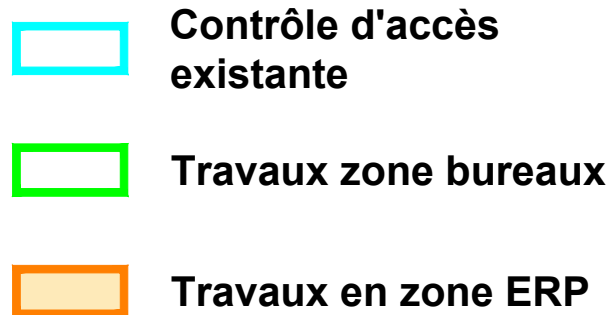 Contrôle d'accès
existante
Travaux zone bureaux
Travaux en zone ERP